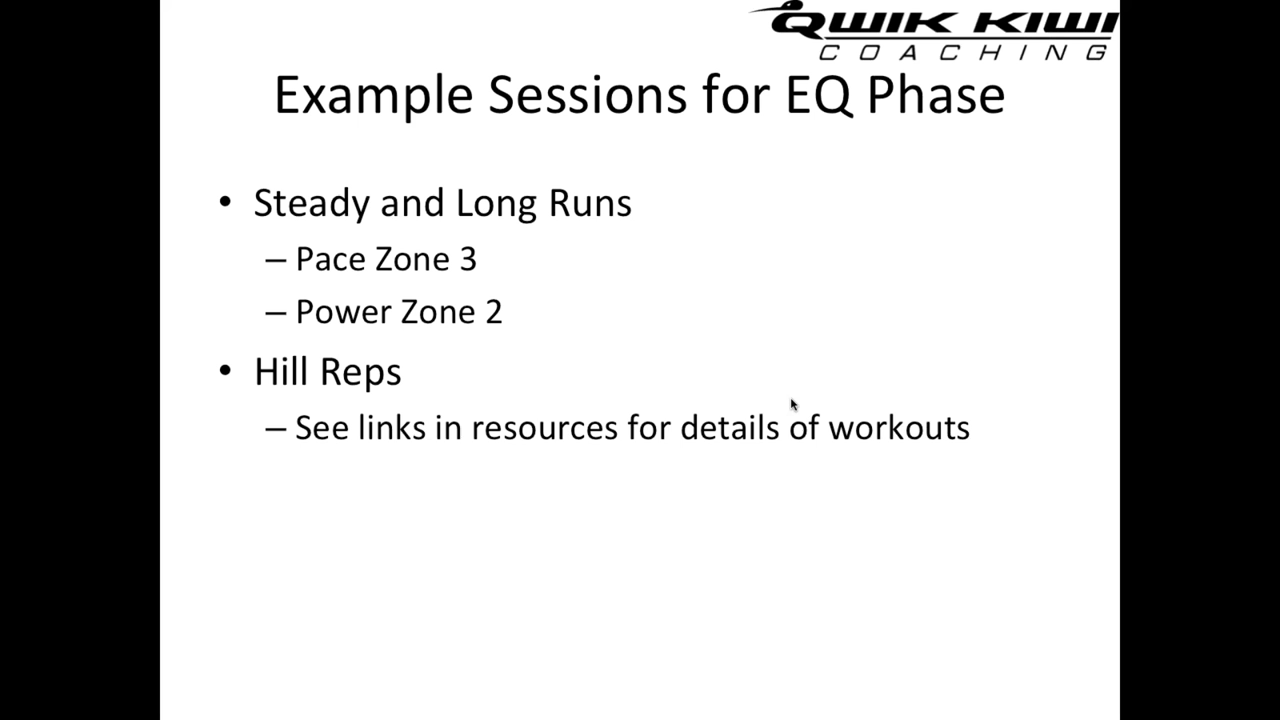 QWIK KIWI
COACHING
Example Sessions for EQ Phase
• Steady and Long Runs
– Pace Zone 3
– Power Zone 2
• Hill Reps
– See links in resources for details of workouts